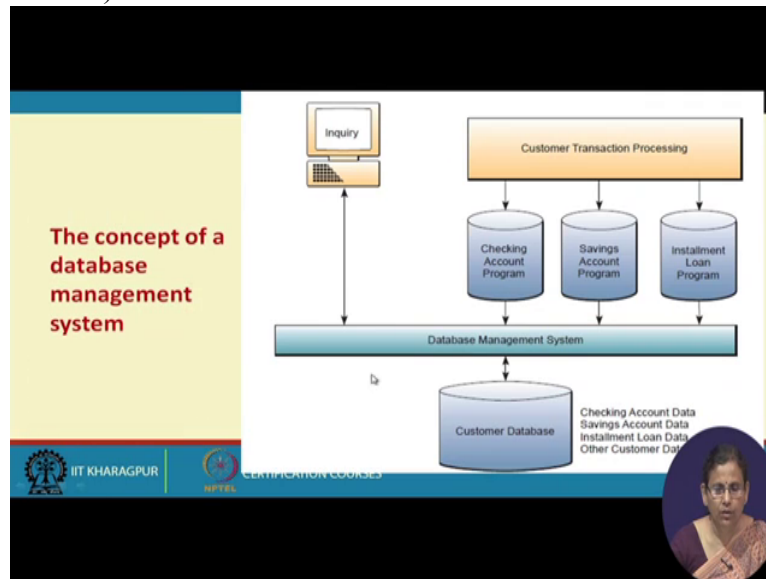 The concept of a
database
management
system
Inquiry
Customer Transaction Processing
Checking
Account
Program
Savings
Account
Program
Installment
Loan
Program
Database Management System
Customer Database
Checking Account Data
Savings Account Data
Installment Loan Data
Other Customer
IIT KHARAGPUR
NPTEL
CERTIFICATION COURSES